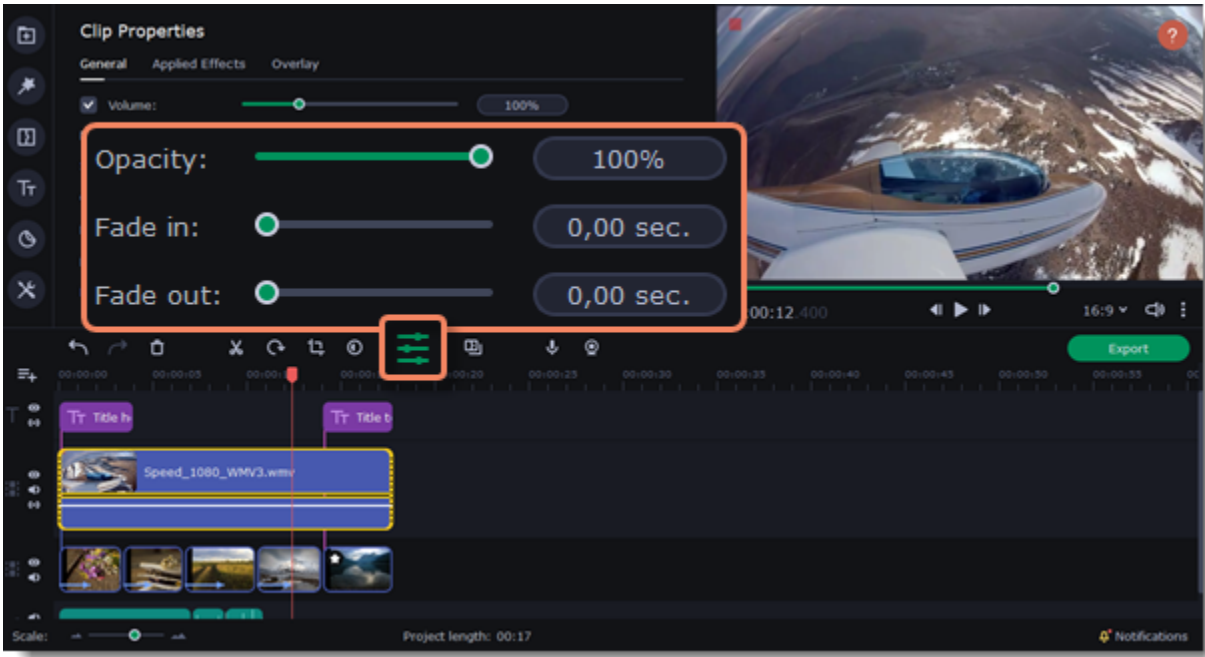 Clip Properties
General Applied Effects Overlay
Volume: 100%
Opacity: 100%
Fade in: 0,00 sec.
Fade out: 0,00 sec.
?
:00:12.400
16:9
Export
00:00:00 00:00:05 00:00: 00:00: :20 00:00:25 00:00:30 00:00:35 00:00:40 00:00:45 00:00:50 00:00:55 00
Title h Title t
Speed_1080_WMV3.wmv
Scale: Project length: 00:17 Notifications